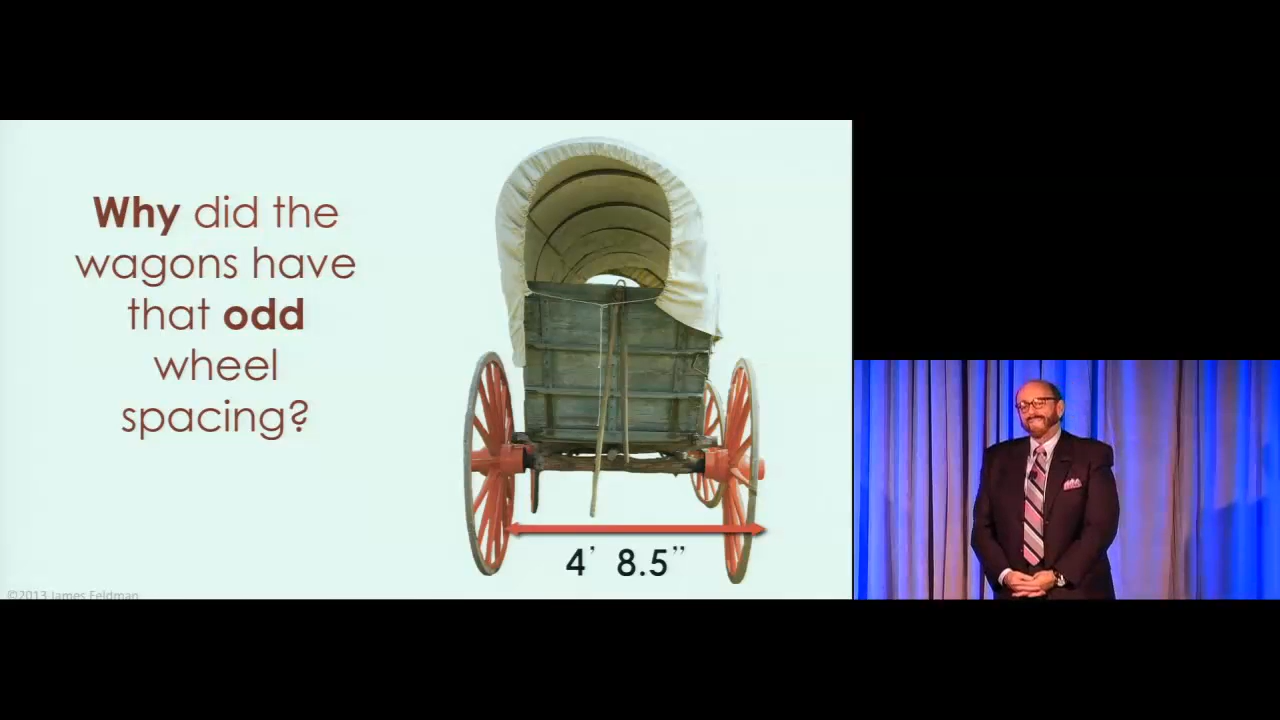 Why did the
wagons have
that odd
wheel
spacing?
4' 8.5"
©2013 James Feldman